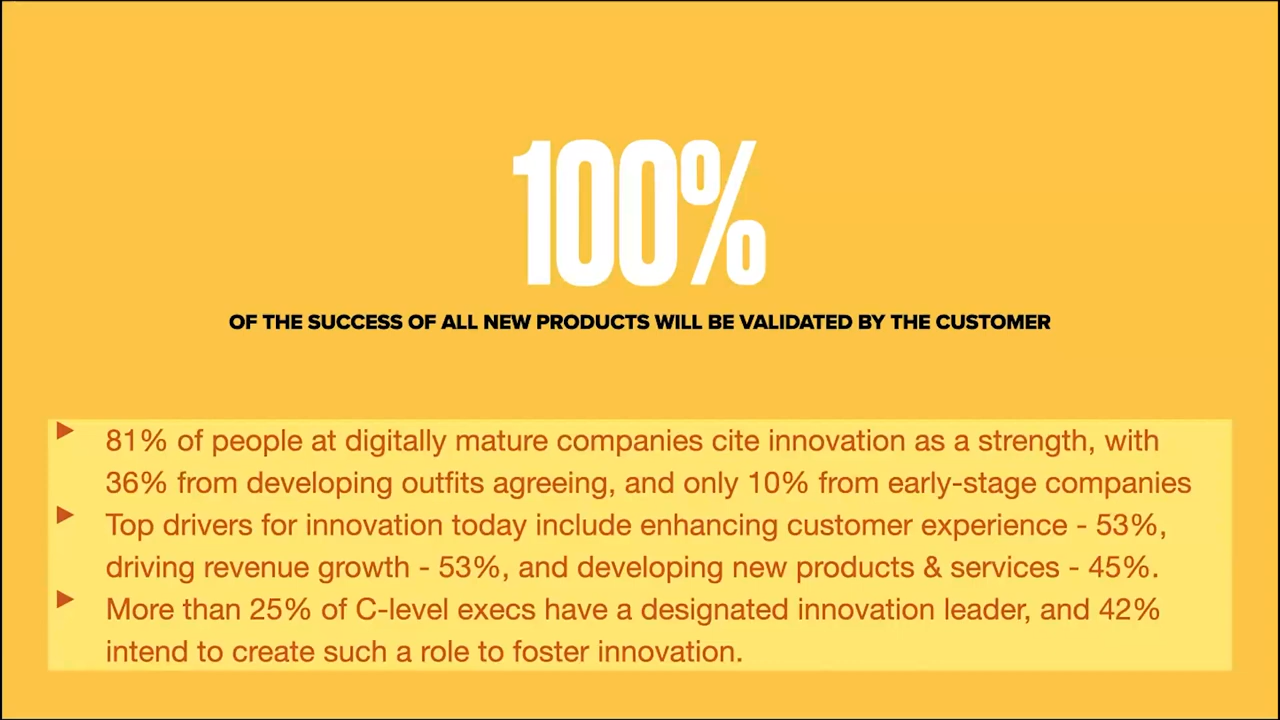 100%
OF THE SUCCESS OF ALL NEW PRODUCTS WILL BE VALIDATED BY THE CUSTOMER
81% of people at digitally mature companies cite innovation as a strength, with
36% from developing outfits agreeing, and only 10% from early-stage companies
Top drivers for innovation today include enhancing customer experience - 53%,
driving revenue growth - 53%, and developing new products & services - 45%.
More than 25% of C-level execs have a designated innovation leader, and 42%
intend to create such a role to foster innovation.